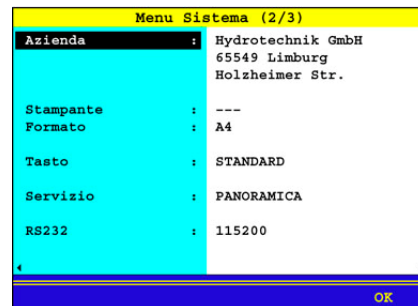 Menu Sistema (2/3)
Azienda : Hydrotechnik GmbH
65549 Limburg
Holzheimer Str.
Stampante : ---
Formato : A4
Tasto : STANDARD
Servizio : PANORAMICA
RS232 : 115200
OK